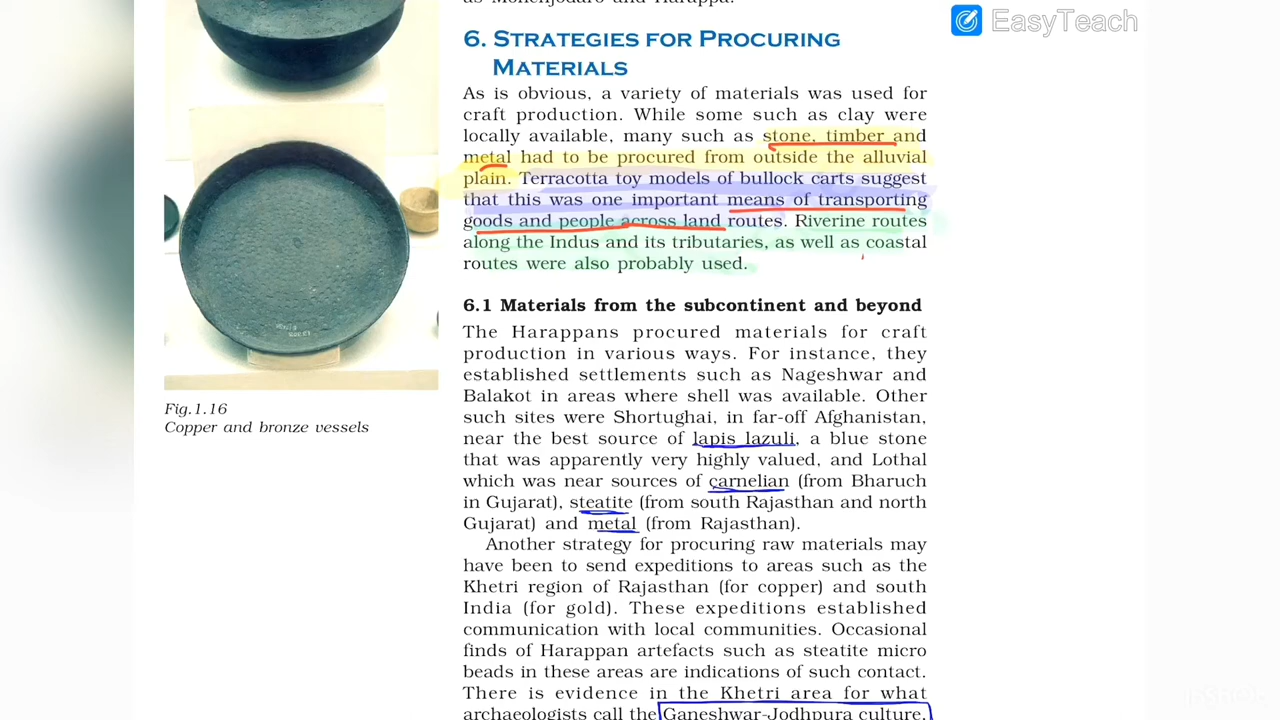 as Mohenjodaro and Harappa.
EasyTeach
6. STRATEGIES FOR PROCURING
MATERIALS
As is obvious, a variety of materials was used for
craft production. While some such as clay were
locally available, many such as stone, timber and
metal had to be procured from outside the alluvial
plain. Terracotta toy models of bullock carts suggest
that this was one important means of transporting
goods and people across land routes. Riverine routes
along the Indus and its tributaries, as well as coastal
routes were also probably used.
6.1 Materials from the subcontinent and beyond
The Harappans procured materials for craft
production in various ways. For instance, they
established settlements such as Nageshwar and
Balakot in areas where shell was available. Other
such sites were Shortughai, in far-off Afghanistan,
near the best source of lapis lazuli, a blue stone
that was apparently very highly valued, and Lothal
which was near sources of carnelian (from Bharuch
in Gujarat), steatite (from south Rajasthan and north
Gujarat) and metal (from Rajasthan).
Another strategy for procuring raw materials may
have been to send expeditions to areas such as the
Khetri region of Rajasthan (for copper) and south
India (for gold). These expeditions established
communication with local communities. Occasional
finds of Harappan artefacts such as steatite micro
beads in these areas are indications of such contact.
There is evidence in the Khetri area for what
archaeologists call the Ganeshwar-Jodhpura culture,
Fig.1.16
Copper and bronze vessels